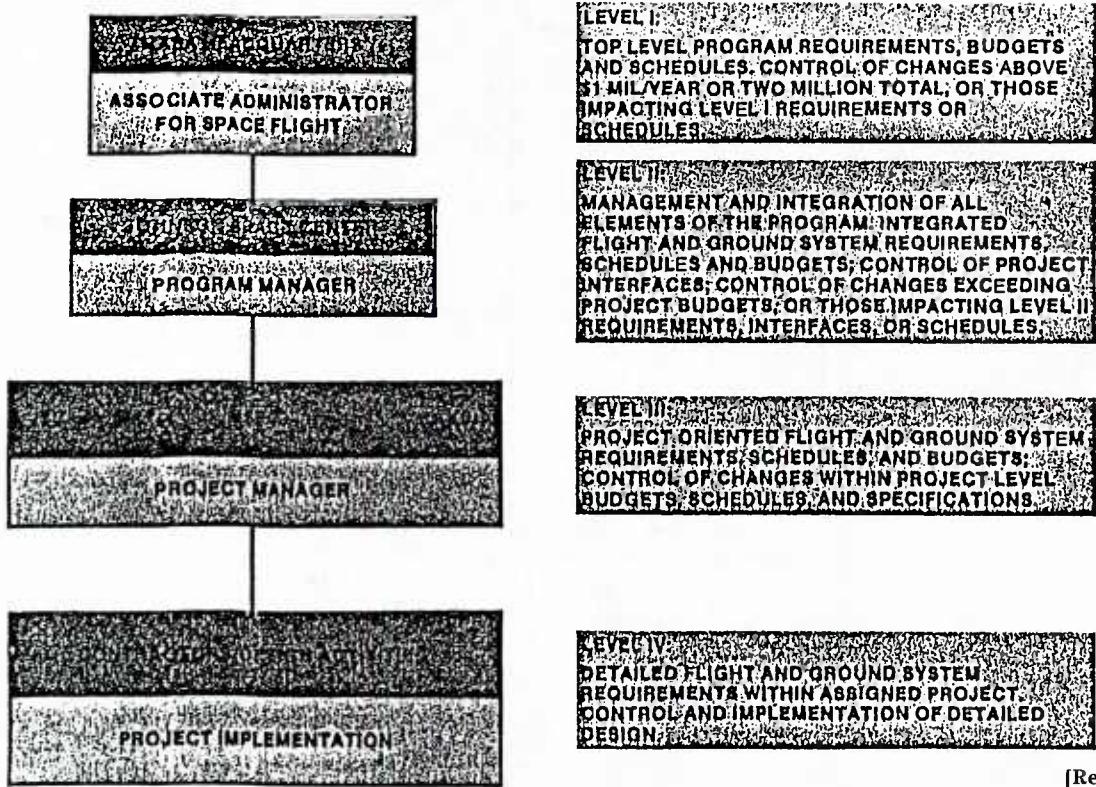 HEADQUARTERS
ASSOCIATE ADMINISTRATOR
FOR SPACE FLIGHT
SPACE CENTER
PROGRAM MANAGER
PROJECT MANAGER
PROJECT IMPLEMENTATION
LEVEL I:
TOP LEVEL PROGRAM REQUIREMENTS, BUDGETS
AND SCHEDULES. CONTROL OF CHANGES ABOVE
$1 MIL/YEAR OR TWO MILLION TOTAL, OR THOSE
IMPACTING LEVEL I REQUIREMENTS OR
SCHEDULES.
LEVEL II:
MANAGEMENT AND INTEGRATION OF ALL
ELEMENTS OF THE PROGRAM. INTEGRATED
FLIGHT AND GROUND SYSTEM REQUIREMENTS,
SCHEDULES AND BUDGETS; CONTROL OF PROJECT
INTERFACES; CONTROL OF CHANGES EXCEEDING
PROJECT BUDGETS; OR THOSE IMPACTING LEVEL II
REQUIREMENTS, INTERFACES, OR SCHEDULES.
LEVEL III:
PROJECT ORIENTED FLIGHT AND GROUND SYSTEM
REQUIREMENTS, SCHEDULES, AND BUDGETS;
CONTROL OF CHANGES WITHIN PROJECT LEVEL
BUDGETS, SCHEDULES, AND SPECIFICATIONS.
LEVEL IV:
DETAILED FLIGHT AND GROUND SYSTEM
REQUIREMENTS WITHIN ASSIGNED PROJECT.
CONTROL AND IMPLEMENTATION OF DETAILED
DESIGN.
[Re